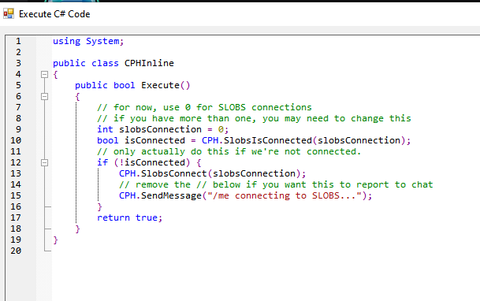 Execute C# Code
1 using System;
2
3 public class CPHInline
4 {
5 public bool Execute()
6 {
7 // for now, use 0 for SLOBS connections
8 // if you have more than one, you may need to change this
9 int slobsConnection = 0;
10 bool isConnected = CPH.SlobsIsConnected(slobsConnection);
11 // only actually do this if we're not connected.
12 if (!isConnected) {
13 CPH.SlobsConnect(slobsConnection);
14 // remove the // below if you want this to report to chat
15 CPH.SendMessage("/me connecting to SLOBS...");
16 }
17 return true;
18 }
19 }
20